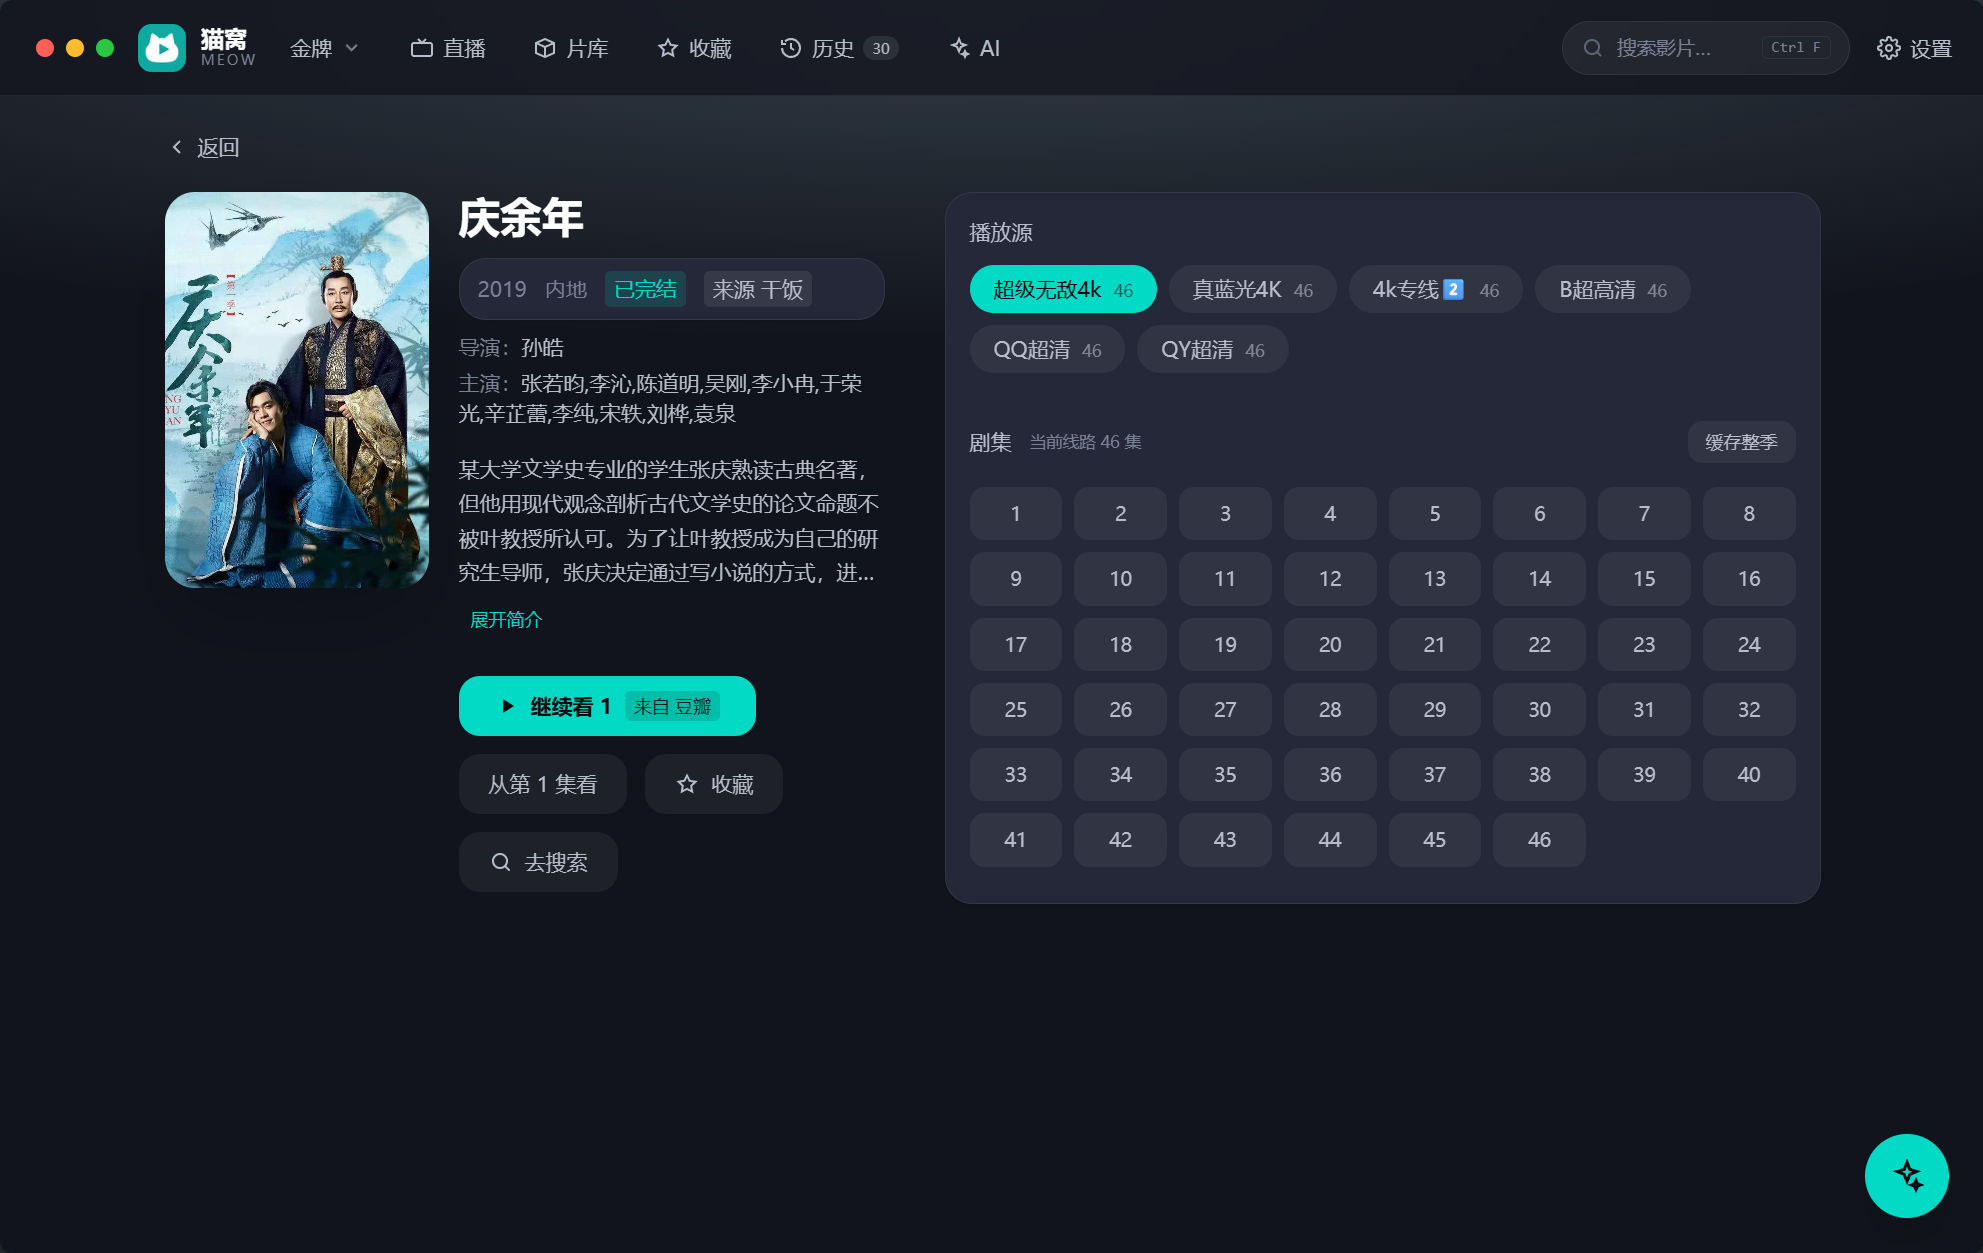 猫窝
MEOW
金牌
直播
片库
收藏
历史 30
AI
搜索影片... Ctrl F
设置
返回
庆余年
【第一季】
庆余年
NG
YU
AN
2019 内地 已完结 来源 干饭
导演：孙皓
主演：张若昀,李沁,陈道明,吴刚,李小冉,于荣
光,辛芷蕾,李纯,宋轶,刘桦,袁泉
某大学文学史专业的学生张庆熟读古典名著，
但他用现代观念剖析古代文学史的论文命题不
被叶教授所认可。为了让叶教授成为自己的研
究生导师，张庆决定通过写小说的方式，进...
展开简介
继续看 1 来自 豆瓣
从第 1 集看
收藏
去搜索
播放源
超级无敌4k 46
真蓝光4K 46
4k专线2️⃣ 46
B超高清 46
QQ超清 46
QY超清 46
剧集 当前线路 46 集
缓存整季
1 2 3 4 5 6 7 8
9 10 11 12 13 14 15 16
17 18 19 20 21 22 23 24
25 26 27 28 29 30 31 32
33 34 35 36 37 38 39 40
41 42 43 44 45 46